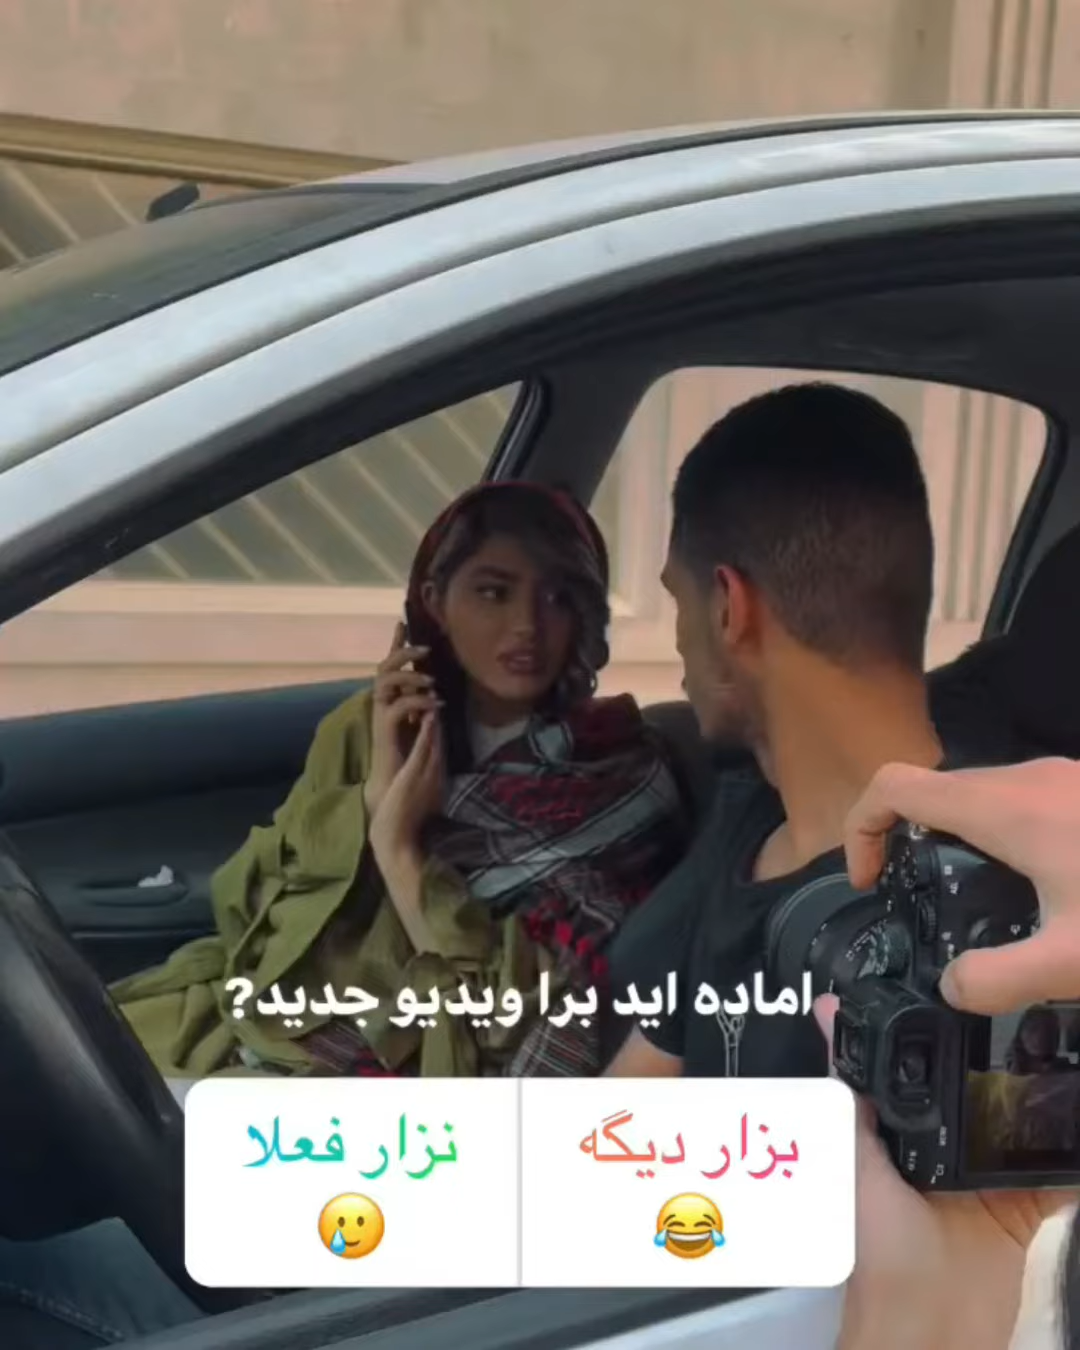 اماده اید برا ویدیو جدید?
بزار دیگه 😂
نزار فعلا 🥲